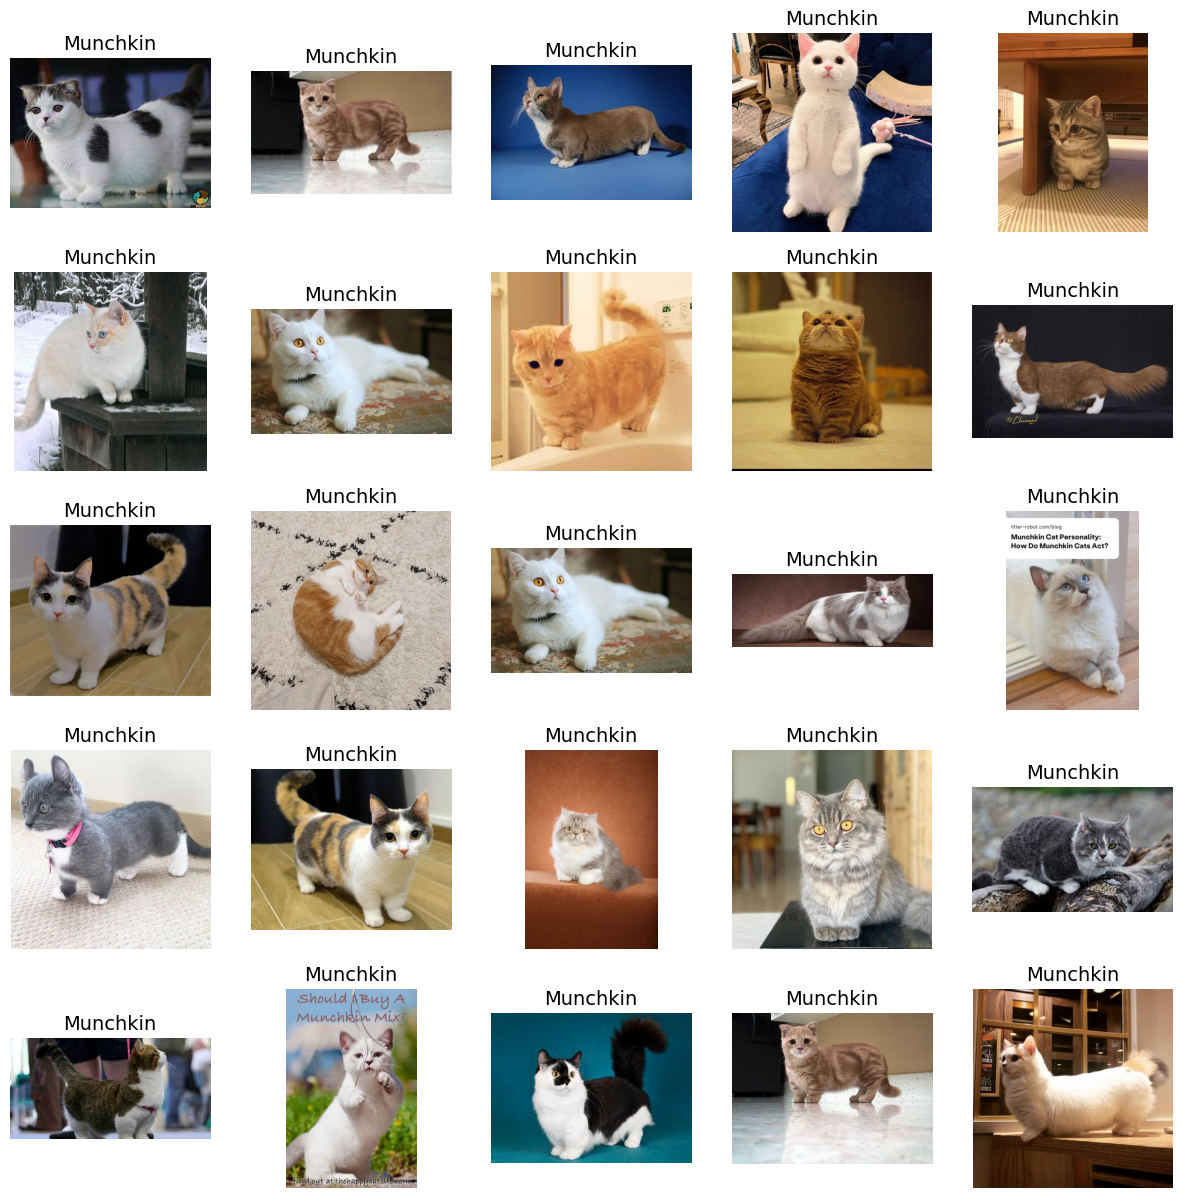 Munchkin
Munchkin
Munchkin
Munchkin
Munchkin
Munchkin
Munchkin
Munchkin
Munchkin
Munchkin
©Chanan
Munchkin
Munchkin
Munchkin
Munchkin
Munchkin
litter-robot.com/blog
Munchkin Cat Personality:
How Do Munchkin Cats Act?
Munchkin
Munchkin
Munchkin
Munchkin
Munchkin
Munchkin
Munchkin
Should I Buy A
Munchkin Mix?
find out at thehappycatsite.com
Munchkin
Munchkin
Munchkin